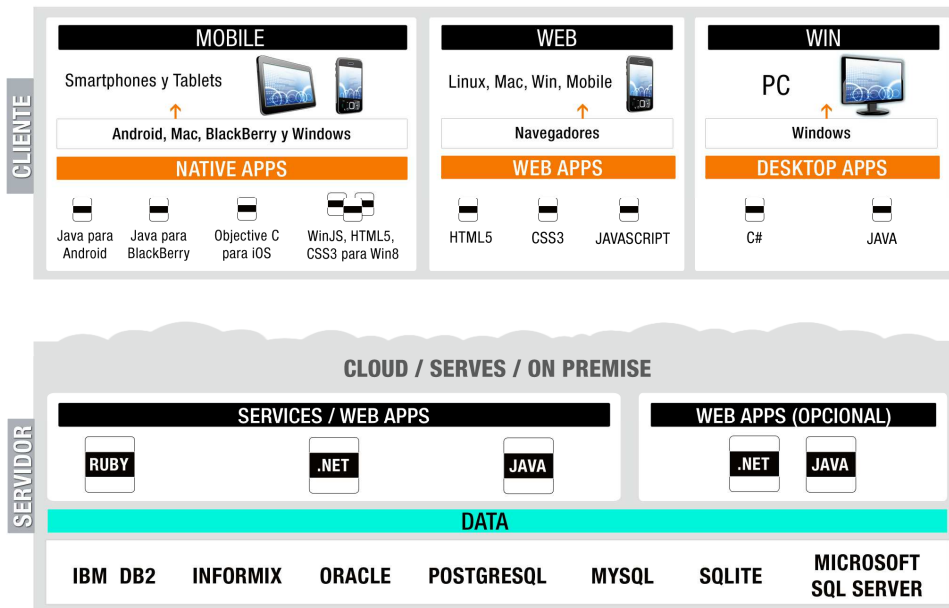 CLIENTE
MOBILE
Smartphones y Tablets
Android, Mac, BlackBerry y Windows
NATIVE APPS
Java para
Android
Java para
BlackBerry
Objective C
para iOS
WinJS, HTML5,
CSS3 para Win8
WEB
Linux, Mac, Win, Mobile
Navegadores
WEB APPS
HTML5
CSS3
JAVASCRIPT
WIN
PC
Windows
DESKTOP APPS
C#
JAVA
SERVIDOR
CLOUD / SERVES / ON PREMISE
SERVICES / WEB APPS
RUBY
.NET
JAVA
WEB APPS (OPCIONAL)
.NET
JAVA
DATA
IBM DB2
INFORMIX
ORACLE
POSTGRESQL
MYSQL
SQLITE
MICROSOFT
SQL SERVER